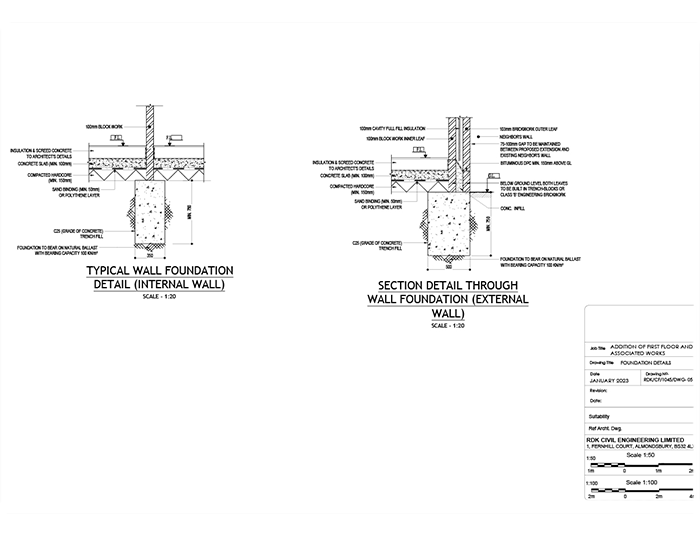 100mm BLOCK WORK
F.L
F.L
INSULATION & SCREED CONCRETE
TO ARCHITECT'S DETAILS
CONCRETE SLAB (MIN. 100mm)
COMPACTED HARDCORE
(MIN. 150mm)
SAND BINDING (MIN. 50mm)
OR POLYTHENE LAYER
MIN. 750
C25 (GRADE OF CONCRETE)
TRENCH FILL
FOUNDATION TO BEAR ON NATURAL BALLAST
WITH BEARING CAPACITY 100 KN/M²
350
TYPICAL WALL FOUNDATION
DETAIL (INTERNAL WALL)
SCALE - 1:20
100mm CAVITY FULL FILL INSULATION
100mm BLOCK WORK INNER LEAF
F.L
INSULATION & SCREED CONCRETE
TO ARCHITECT'S DETAILS
CONCRETE SLAB (MIN. 100mm)
COMPACTED HARDCORE
(MIN. 150mm)
SAND BINDING (MIN. 50mm)
OR POLYTHENE LAYER
C25 (GRADE OF CONCRETE)
TRENCH FILL
103mm BRICKWORK OUTER LEAF
NEIGHBOR'S WALL
75-100mm GAP TO BE MAINTAINED
BETWEEN PROPOSED EXTENSION AND
EXISTING NEIGHBOR'S WALL
BITUMINOUS DPC MIN. 150mm ABOVE GL
BELOW GROUND LEVEL BOTH LEAVES
TO BE BUILT IN TRENCH-BLOCKS OR
CLASS 'B' ENGINEERING BRICKWORK
CONC. INFILL
MIN. 750
FOUNDATION TO BEAR ON NATURAL BALLAST
WITH BEARING CAPACITY 100 KN/M²
SECTION DETAIL THROUGH
WALL FOUNDATION (EXTERNAL
WALL)
SCALE - 1:20
Job Title ADDITION OF FIRST FLOOR AND
ASSOCIATED WORKS
Drawing Title FOUNDATION DETAILS
Date Drawing Nº
JANUARY 2023 RDK/CP/1045/DWG- 05
Revision:
Date:
Suitability
Ref Archt. Dwg.
RDK CIVIL ENGINEERING LIMITED
1, FERNHILL COURT, ALMONDSBURY, BS32 4L
1:50 Scale 1:50
1m 0 1m 2m
1:100 Scale 1:100
2m 0 2m 4